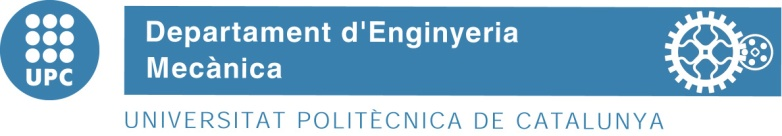 UPC
Departament d'Enginyeria
Mecànica
UNIVERSITAT POLITÈCNICA DE CATALUNYA